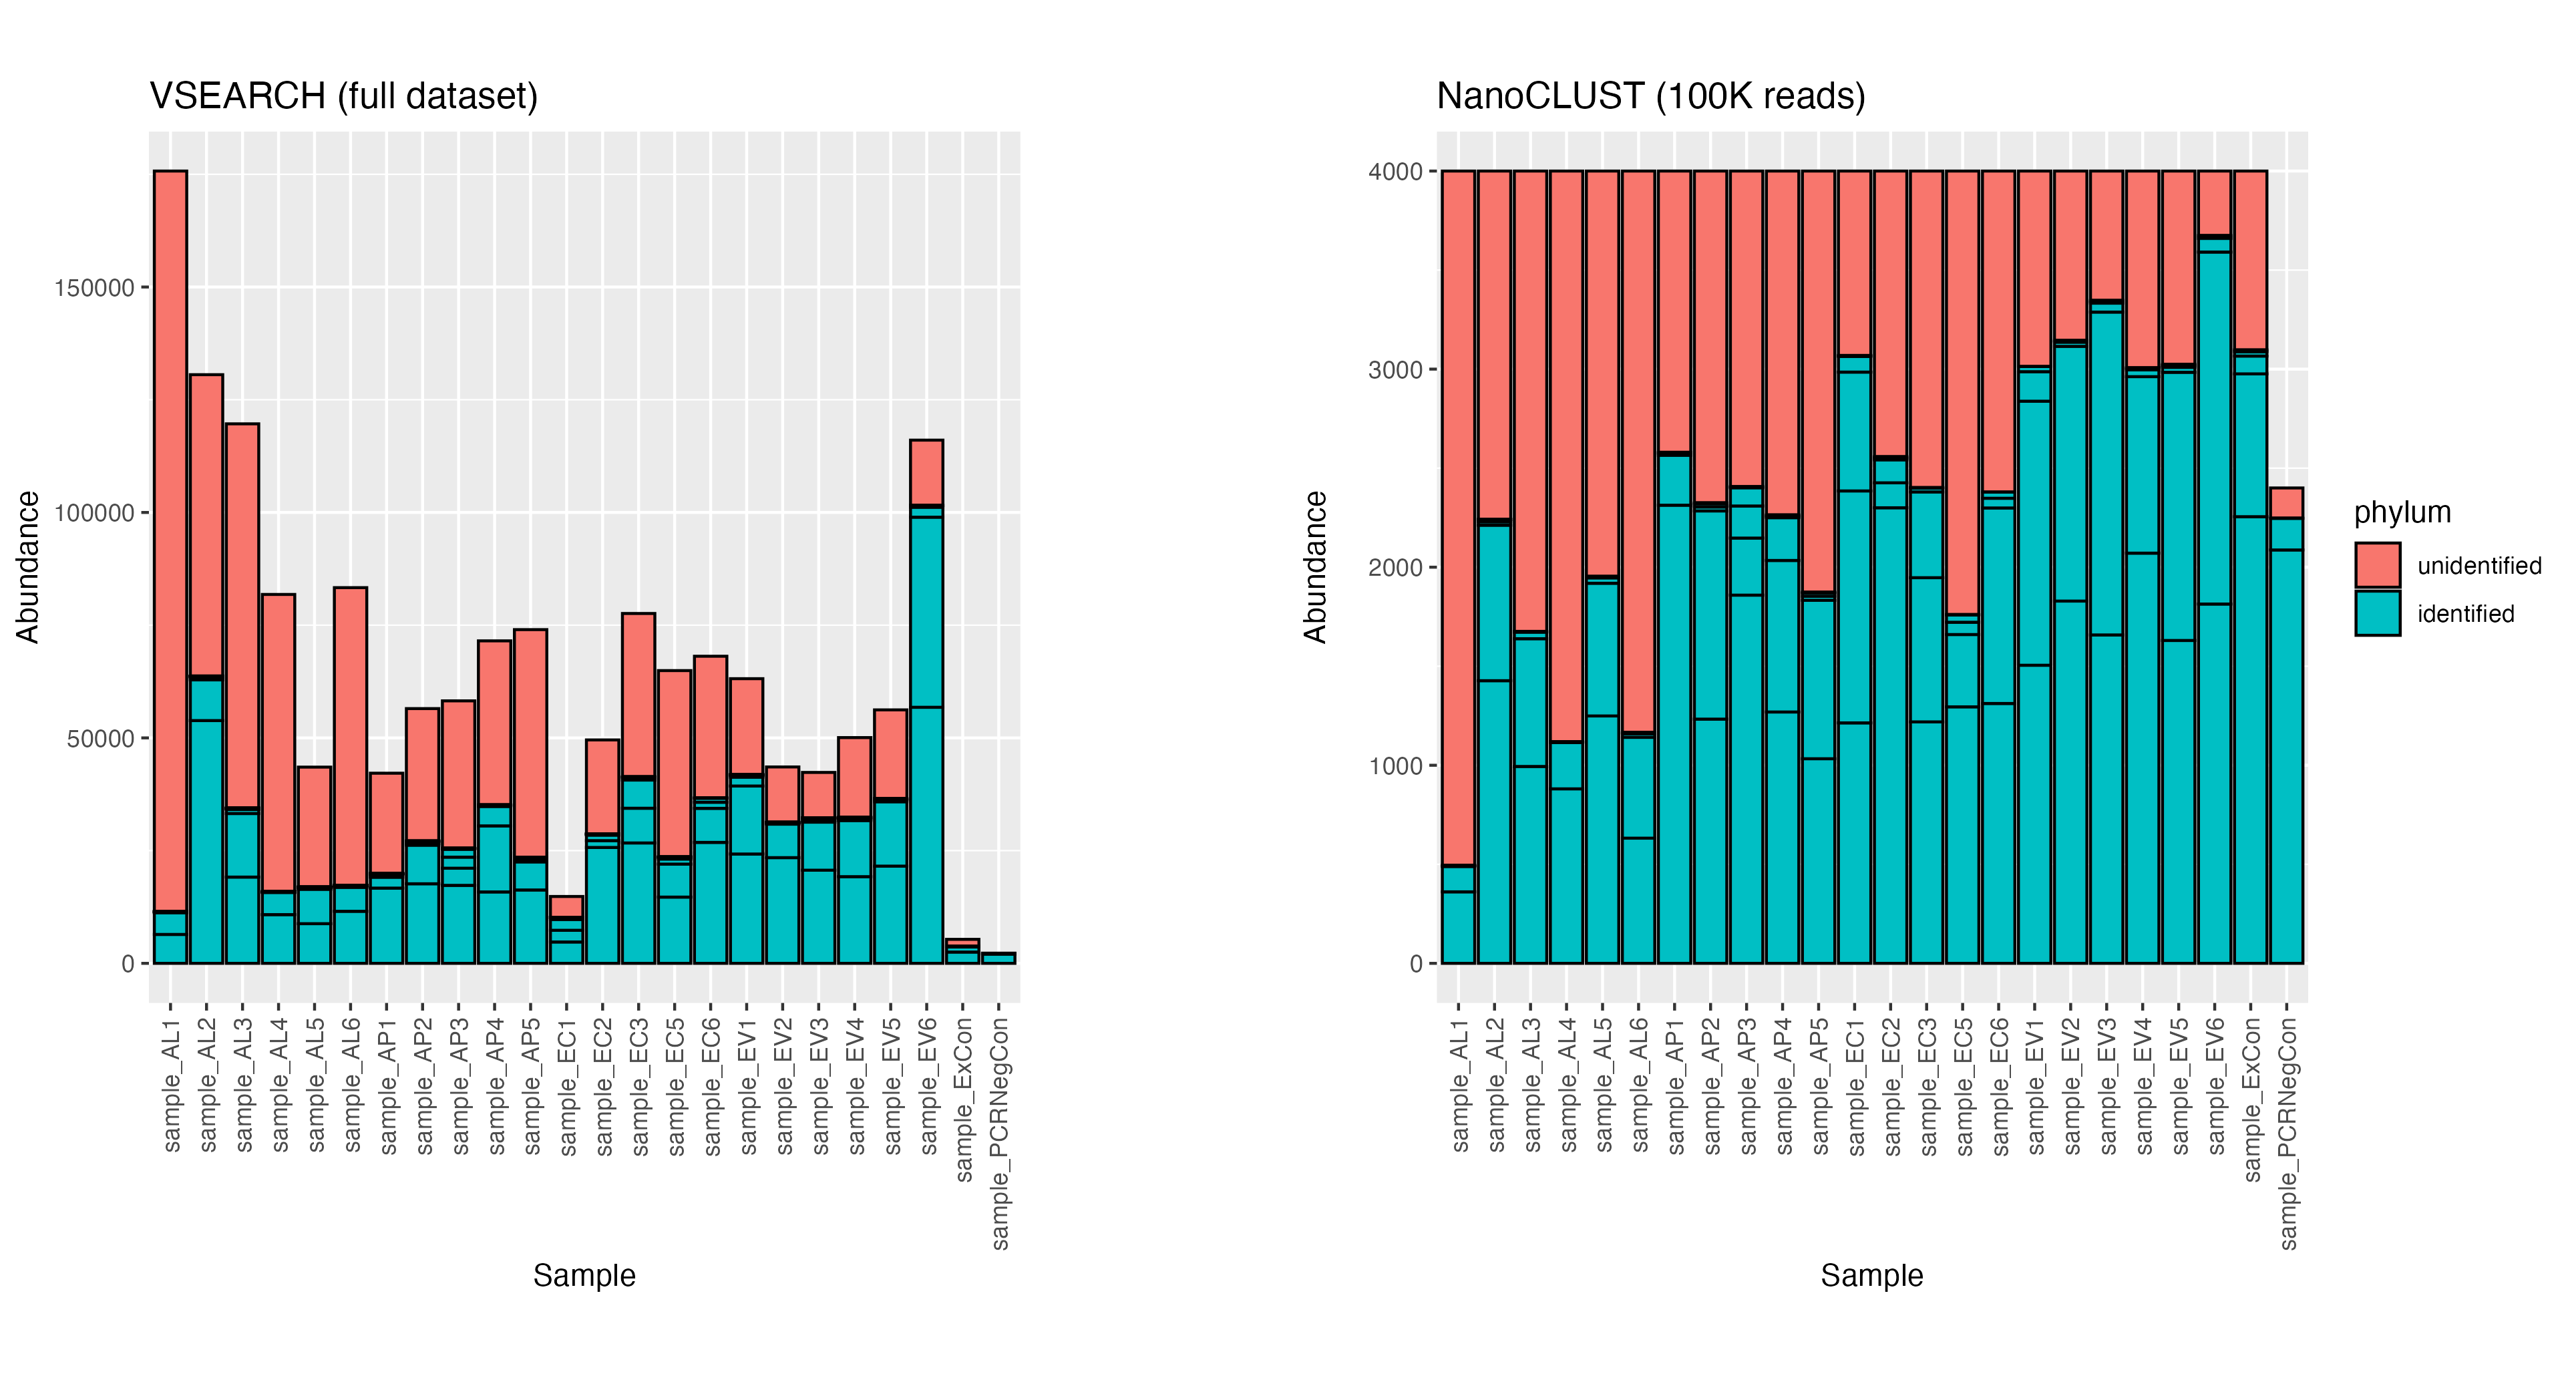 VSEARCH (full dataset)
Abundance
150000
100000
50000
0
sample_AL1
sample_AL2
sample_AL3
sample_AL4
sample_AL5
sample_AL6
sample_AP1
sample_AP2
sample_AP3
sample_AP4
sample_AP5
sample_EC1
sample_EC2
sample_EC3
sample_EC5
sample_EC6
sample_EV1
sample_EV2
sample_EV3
sample_EV4
sample_EV5
sample_EV6
sample_ExCon
sample_PCRNegCon
Sample
NanoCLUST (100K reads)
Abundance
4000
3000
2000
1000
0
sample_AL1
sample_AL2
sample_AL3
sample_AL4
sample_AL5
sample_AL6
sample_AP1
sample_AP2
sample_AP3
sample_AP4
sample_AP5
sample_EC1
sample_EC2
sample_EC3
sample_EC5
sample_EC6
sample_EV1
sample_EV2
sample_EV3
sample_EV4
sample_EV5
sample_EV6
sample_ExCon
sample_PCRNegCon
Sample
phylum
unidentified
identified